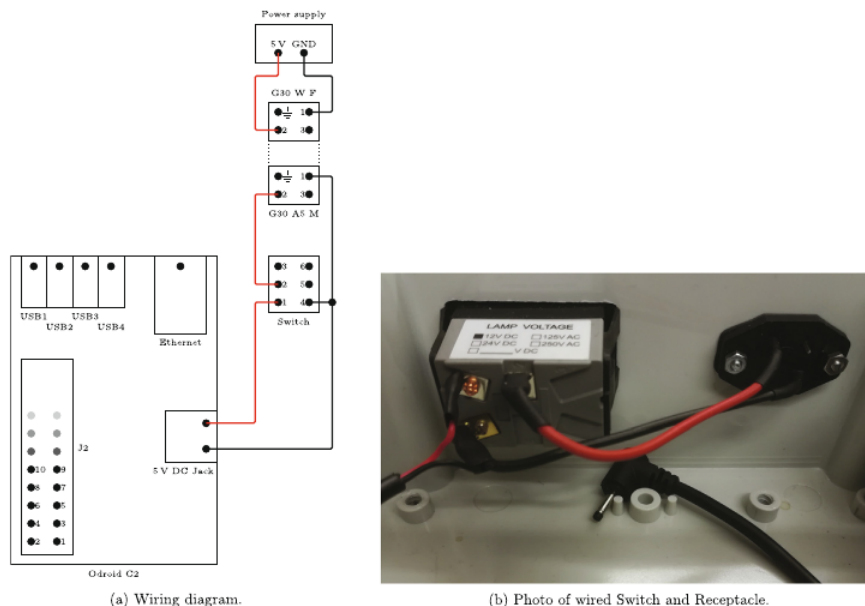 Power supply
5 V GND
G30 W F
1
2 3
1
2 3
G30 A5 M
3 6
2 5
1 4
Switch
USB1 USB3
USB2 USB4
Ethernet
J2
10 9
8 7
6 5
4 3
2 1
5 V DC Jack
Odroid C2
(a) Wiring diagram.
LAMP VOLTAGE
12V DC 125V AC
24V DC 250V AC
V DC
(b) Photo of wired Switch and Receptacle.